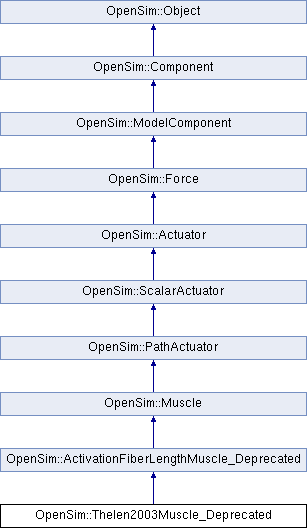 OpenSim::Object
OpenSim::Component
OpenSim::ModelComponent
OpenSim::Force
OpenSim::Actuator
OpenSim::ScalarActuator
OpenSim::PathActuator
OpenSim::Muscle
OpenSim::ActivationFiberLengthMuscle_Deprecated
OpenSim::Thelen2003Muscle_Deprecated